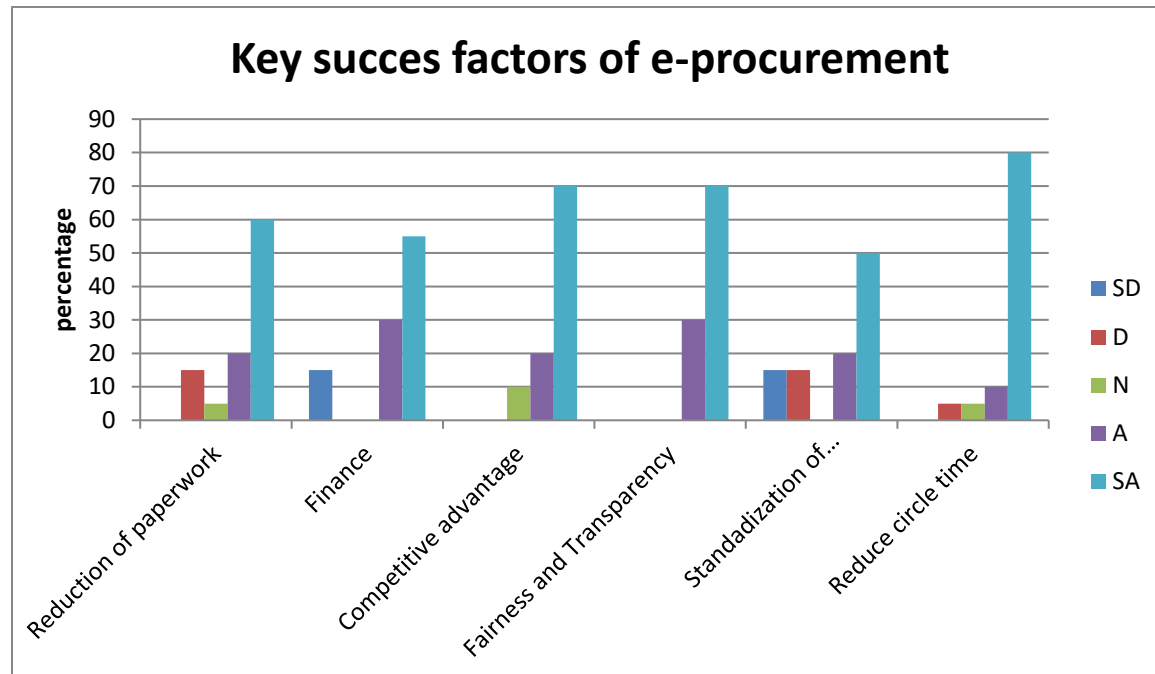 Key succes factors of e-procurement
percentage
90
80
70
60
50
40
30
20
10
0
Reduction of paperwork
Finance
Competitive advantage
Fairness and Transparency
Standadization of...
Reduce circle time
SD
D
N
A
SA